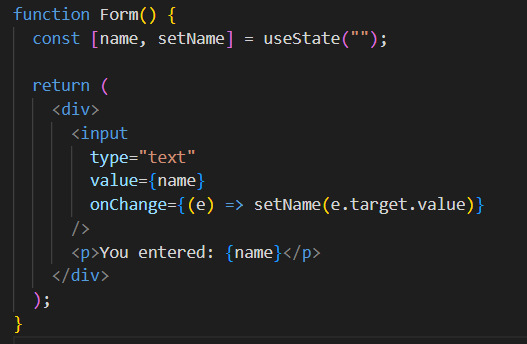 function Form() {
  const [name, setName] = useState("");

  return (
    <div>
      <input
        type="text"
        value={name}
        onChange={(e) => setName(e.target.value)}
      />
      <p>You entered: {name}</p>
    </div>
  );
}